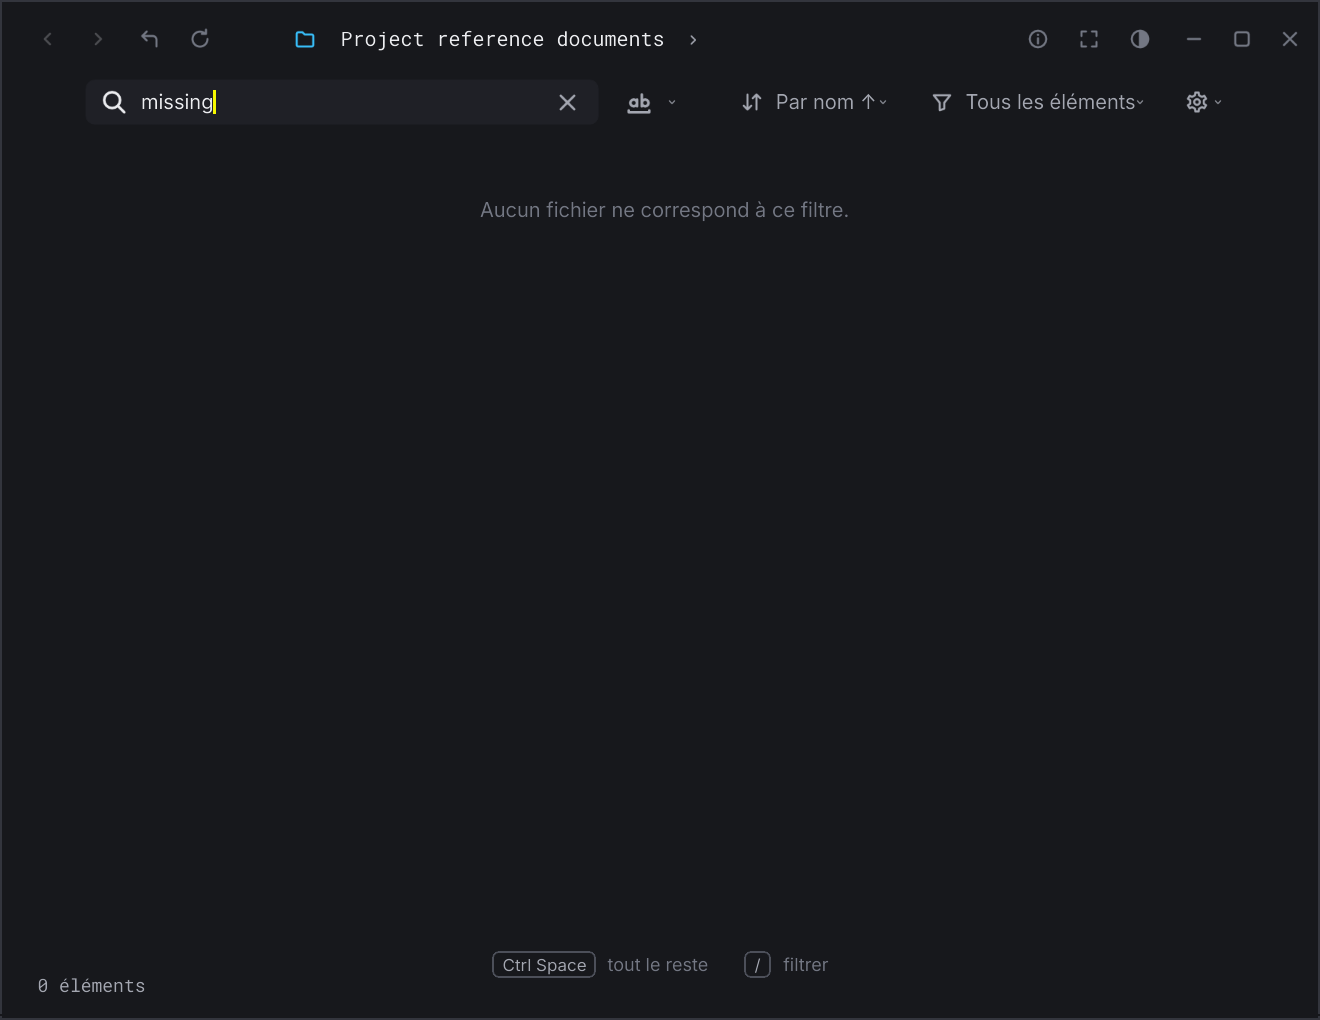 Project reference documents
missing
ab
Par nom ↑
Tous les éléments
Aucun fichier ne correspond à ce filtre.
Ctrl Space tout le reste / filtrer
0 éléments